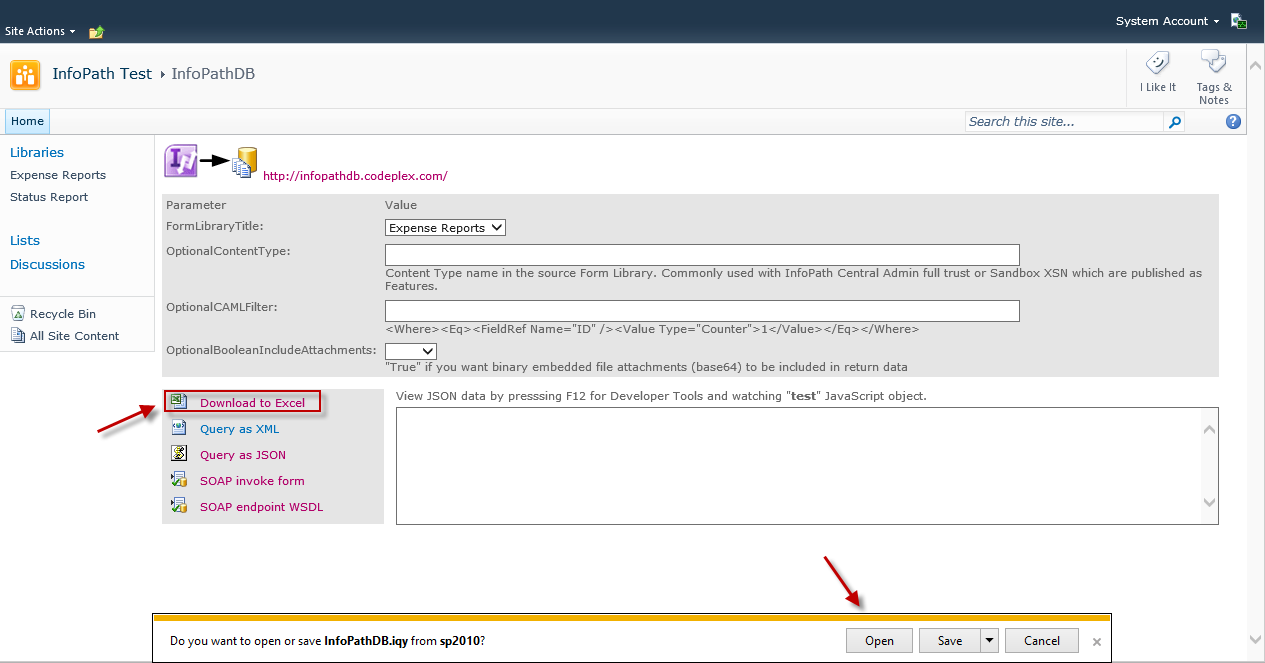 Site Actions
System Account
InfoPath Test ▸ InfoPathDB
I Like It
Tags &
Notes
Home
Search this site...
Libraries
Expense Reports
Status Report
Lists
Discussions
Recycle Bin
All Site Content
http://infopathdb.codeplex.com/
Parameter Value
FormLibraryTitle: Expense Reports
OptionalContentType:
Content Type name in the source Form Library. Commonly used with InfoPath Central Admin full trust or Sandbox XSN which are published as
Features.
OptionalCAMLFilter:
<Where><Eq><FieldRef Name="ID" /><Value Type="Counter">1</Value></Eq></Where>
OptionalBooleanIncludeAttachments:
"True" if you want binary embedded file attachments (base64) to be included in return data
Download to Excel
Query as XML
Query as JSON
SOAP invoke form
SOAP endpoint WSDL
View JSON data by presssing F12 for Developer Tools and watching "test" JavaScript object.
Do you want to open or save InfoPathDB.iqy from sp2010?
Open
Save
Cancel